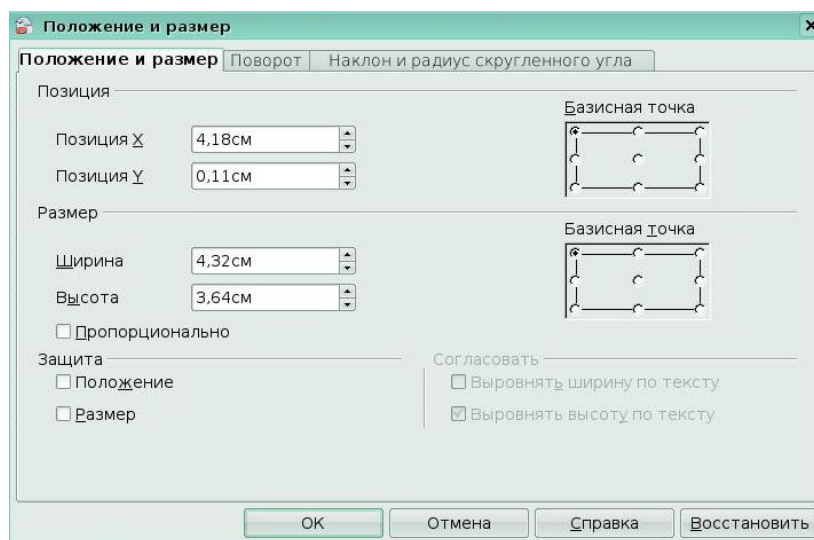 Положение и размер
Положение и размер Поворот Наклон и радиус скругленного угла
Позиция
Базисная точка
Позиция X 4,18см
Позиция Y 0,11см
Размер
Базисная точка
Ширина 4,32см
Высота 3,64см
Пропорционально
Защита Согласовать
Положение Выровнять ширину по тексту
Размер Выровнять высоту по тексту
OK Отмена Справка Восстановить